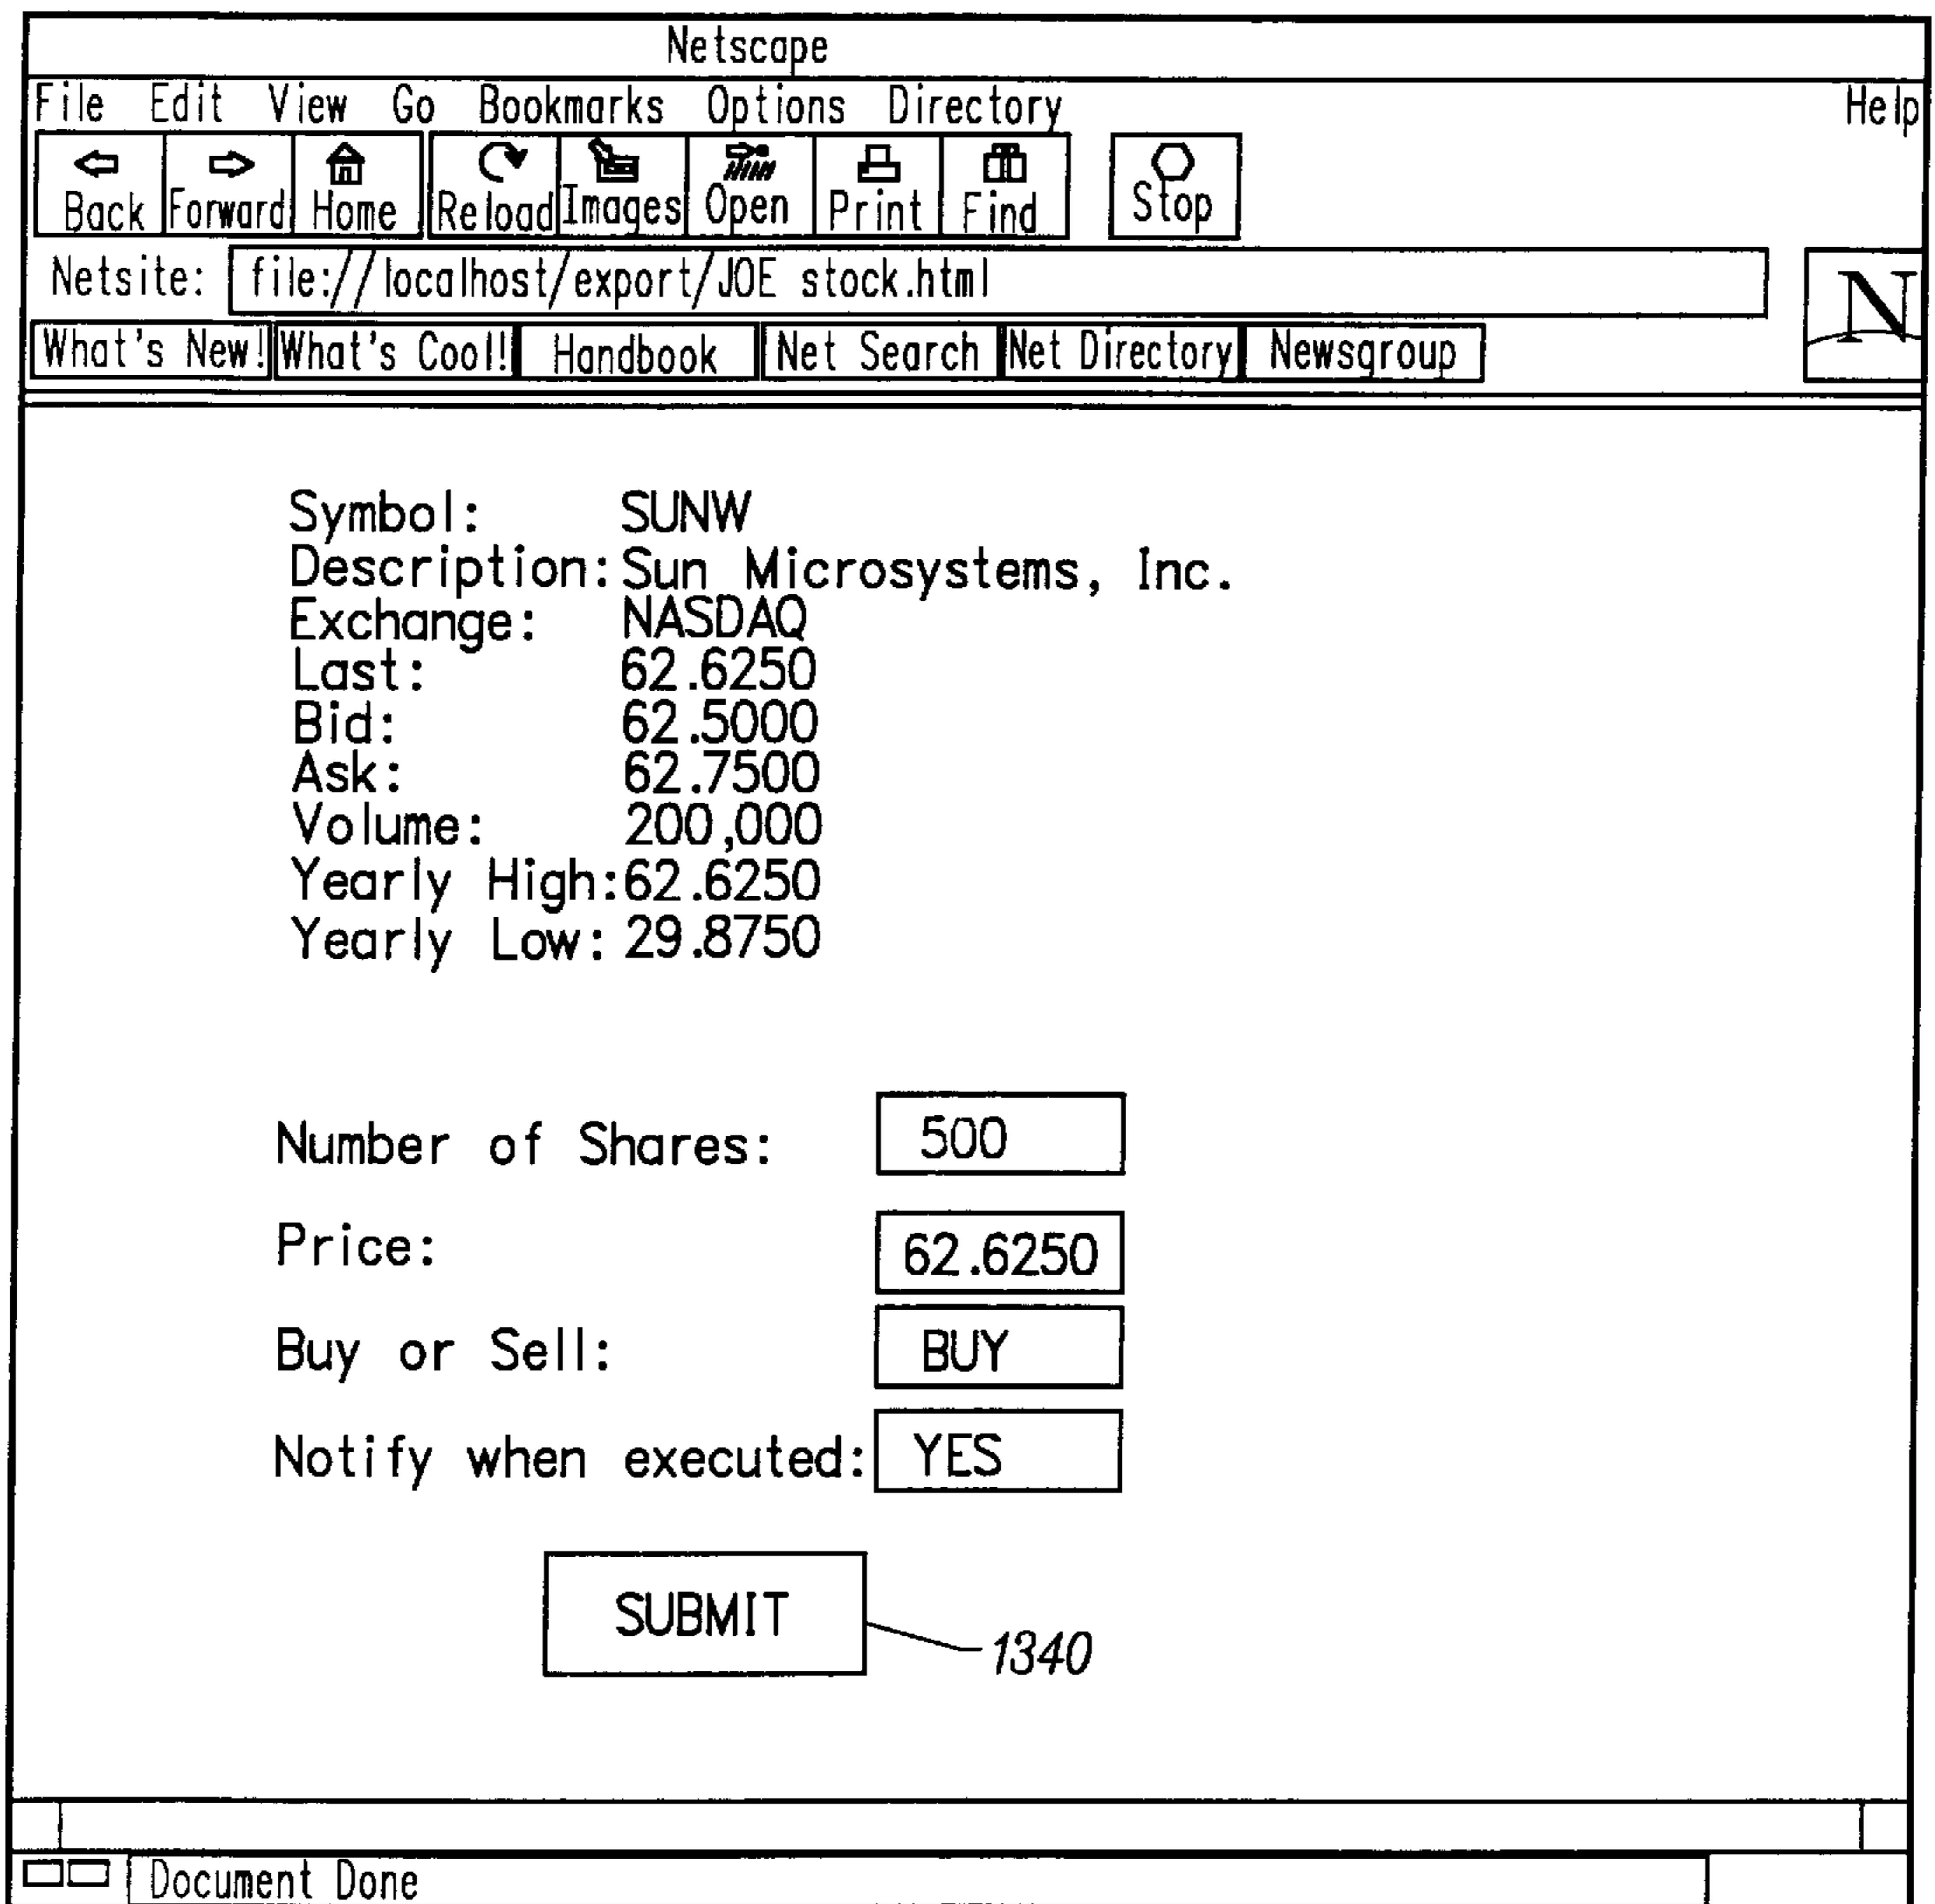 Netscape
File Edit View Go Bookmarks Options Directory Help
Back Forward Home Reload Images Open Print Find Stop
Netsite: file://localhost/export/JOE stock.html
N
What's New! What's Cool! Handbook Net Search Net Directory Newsgroup
Symbol: SUNW
Description: Sun Microsystems, Inc.
Exchange: NASDAQ
Last: 62.6250
Bid: 62.5000
Ask: 62.7500
Volume: 200,000
Yearly High: 62.6250
Yearly Low: 29.8750
Number of Shares: 500
Price: 62.6250
Buy or Sell: BUY
Notify when executed: YES
SUBMIT
1340
Document Done